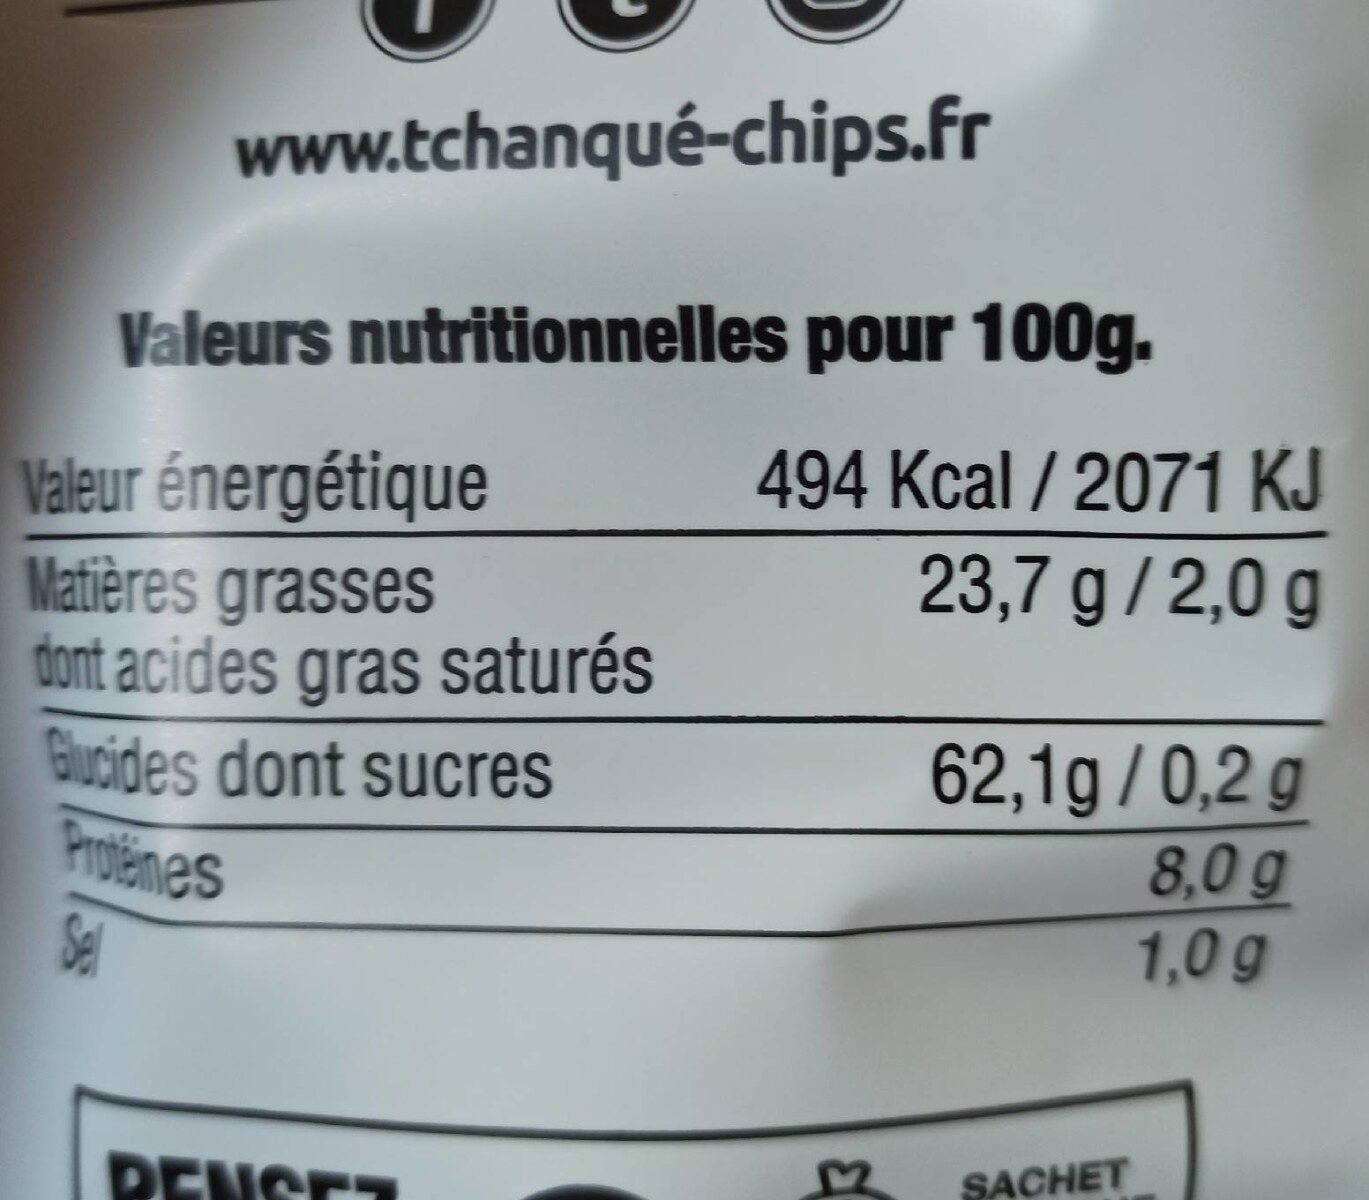 www.tchanqué-chips.fr
Valeurs nutritionnelles pour 100g.
Valeur énergétique 494 Kcal / 2071 KJ
Matières grasses 23,7 g / 2,0 g
dont acides gras saturés
Glucides dont sucres 62,1g / 0,2 g
Protéines 8,0 g
Sel 1,0 g
PENSEZ
SACHET